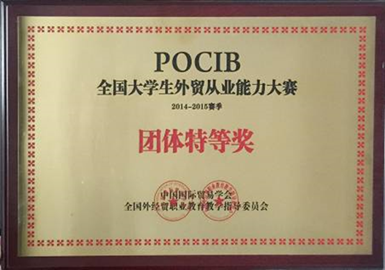 POCIB
全国大学生外贸从业能力大赛
2014-2015赛季
团体特等奖
中国国际贸易学会
全国外经贸职业教育教学指导委员会